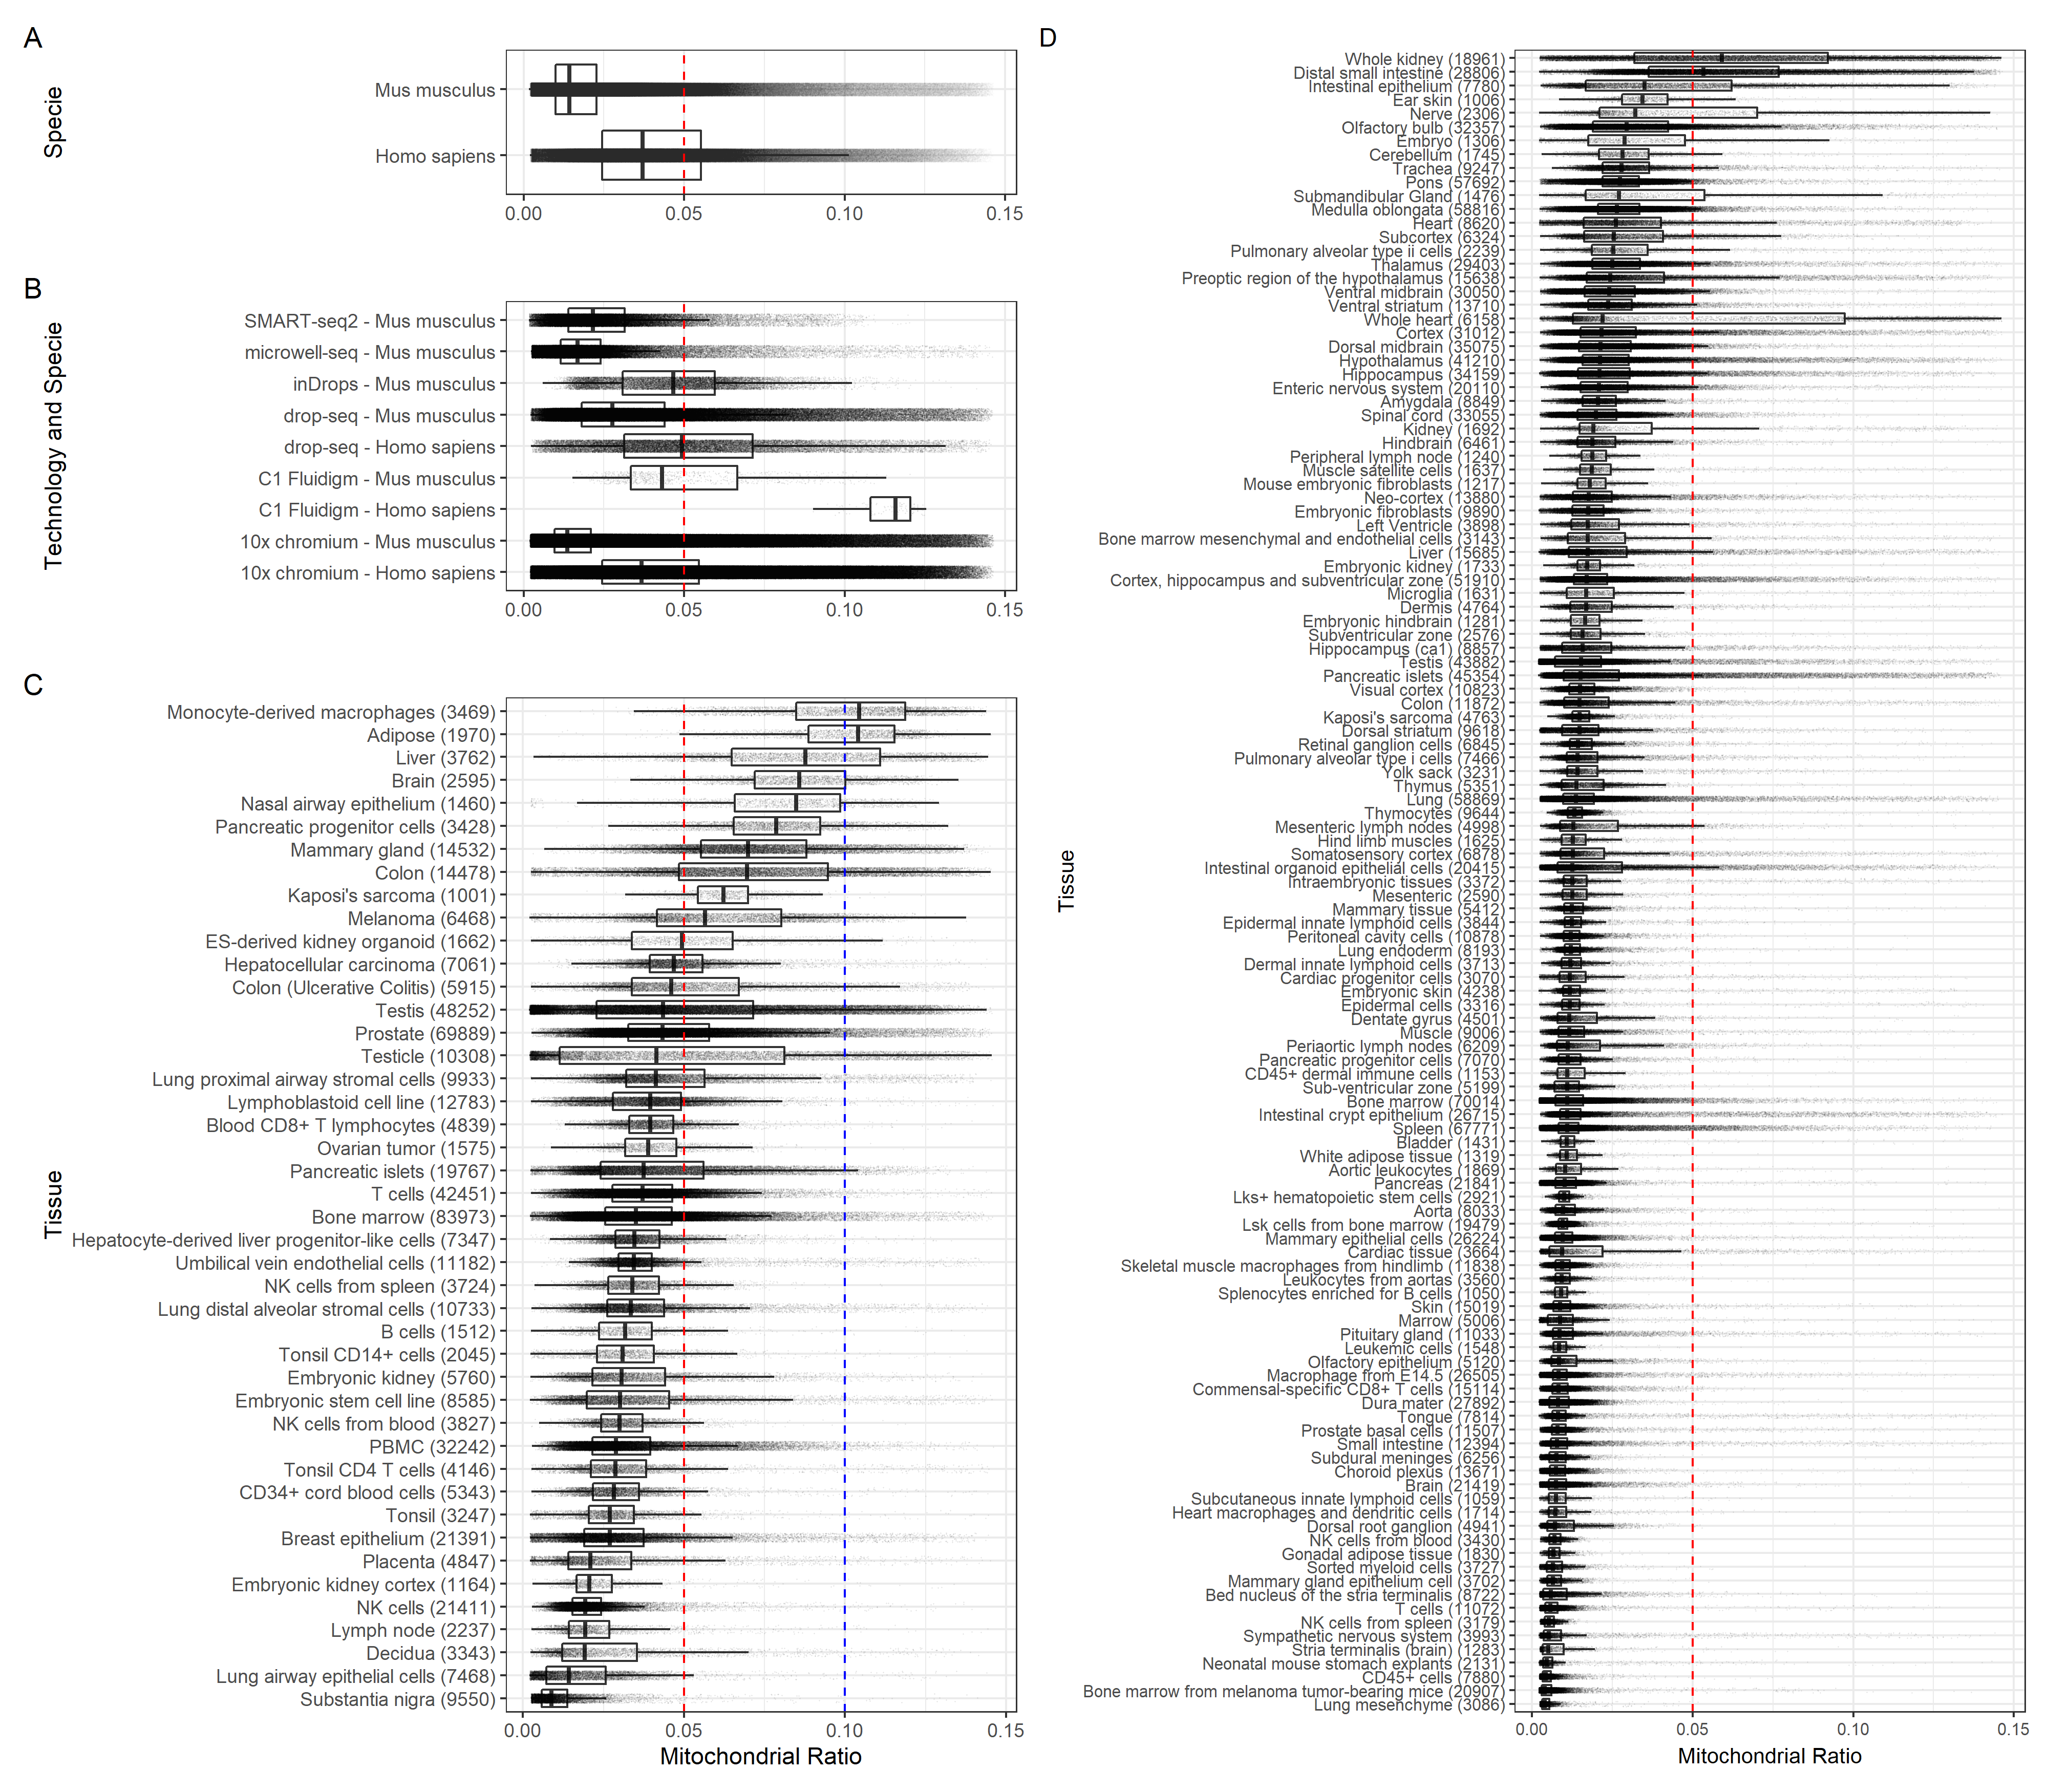 A
Specie
Mus musculus
Homo sapiens
0.00 0.05 0.10 0.15
B
Technology and Specie
SMART-seq2 - Mus musculus
microwell-seq - Mus musculus
inDrops - Mus musculus
drop-seq - Mus musculus
drop-seq - Homo sapiens
C1 Fluidigm - Mus musculus
C1 Fluidigm - Homo sapiens
10x chromium - Mus musculus
10x chromium - Homo sapiens
0.00 0.05 0.10 0.15
C
Tissue
Monocyte-derived macrophages (3469)
Adipose (1970)
Liver (3762)
Brain (2595)
Nasal airway epithelium (1460)
Pancreatic progenitor cells (3428)
Mammary gland (14532)
Colon (14478)
Kaposi's sarcoma (1001)
Melanoma (6468)
ES-derived kidney organoid (1662)
Hepatocellular carcinoma (7061)
Colon (Ulcerative Colitis) (5915)
Testis (48252)
Prostate (69889)
Testicle (10308)
Lung proximal airway stromal cells (9933)
Lymphoblastoid cell line (12783)
Blood CD8+ T lymphocytes (4839)
Ovarian tumor (1575)
Pancreatic islets (19767)
T cells (42451)
Bone marrow (83973)
Hepatocyte-derived liver progenitor-like cells (7347)
Umbilical vein endothelial cells (11182)
NK cells from spleen (3724)
Lung distal alveolar stromal cells (10733)
B cells (1512)
Tonsil CD14+ cells (2045)
Embryonic kidney (5760)
Embryonic stem cell line (8585)
NK cells from blood (3827)
PBMC (32242)
Tonsil CD4 T cells (4146)
CD34+ cord blood cells (5343)
Tonsil (3247)
Breast epithelium (21391)
Placenta (4847)
Embryonic kidney cortex (1164)
NK cells (21411)
Lymph node (2237)
Decidua (3343)
Lung airway epithelial cells (7468)
Substantia nigra (9550)
0.00 0.05 0.10 0.15
Mitochondrial Ratio
D
Tissue
Whole kidney (18961)
Distal small intestine (28806)
Intestinal epithelium (7780)
Ear skin (1006)
Nerve (2306)
Olfactory bulb (32357)
Embryo (1306)
Cerebellum (1745)
Trachea (9247)
Pons (57692)
Submandibular Gland (1476)
Medulla oblongata (58816)
Heart (8620)
Subcortex (6324)
Pulmonary alveolar type ii cells (2239)
Thalamus (29403)
Preoptic region of the hypothalamus (15638)
Ventral midbrain (30050)
Ventral striatum (13710)
Whole heart (6158)
Cortex (31012)
Dorsal midbrain (35075)
Hypothalamus (41210)
Hippocampus (34159)
Enteric nervous system (20110)
Amygdala (8849)
Spinal cord (33055)
Kidney (1692)
Hindbrain (6461)
Peripheral lymph node (1240)
Muscle satellite cells (1637)
Mouse embryonic fibroblasts (1217)
Neo-cortex (13880)
Embryonic fibroblasts (9890)
Left Ventricle (3898)
Bone marrow mesenchymal and endothelial cells (3143)
Liver (15685)
Embryonic kidney (1733)
Cortex, hippocampus and subventricular zone (51910)
Microglia (1631)
Dermis (4764)
Embryonic hindbrain (1281)
Subventricular zone (2576)
Hippocampus (ca1) (8857)
Testis (43882)
Pancreatic islets (45354)
Visual cortex (10823)
Colon (11872)
Kaposi's sarcoma (4763)
Dorsal striatum (9618)
Retinal ganglion cells (6845)
Pulmonary alveolar type i cells (7466)
Yolk sack (3231)
Thymus (5351)
Lung (58869)
Thymocytes (9644)
Mesenteric lymph nodes (4998)
Hind limb muscles (1625)
Somatosensory cortex (6878)
Intestinal organoid epithelial cells (20415)
Intraembryonic tissues (3372)
Mesenteric (2590)
Mammary tissue (5412)
Epidermal innate lymphoid cells (3844)
Peritoneal cavity cells (10878)
Lung endoderm (8193)
Dermal innate lymphoid cells (3713)
Cardiac progenitor cells (3070)
Embryonic skin (4238)
Epidermal cells (3316)
Dentate gyrus (4501)
Muscle (9006)
Periaortic lymph nodes (6209)
Pancreatic progenitor cells (7070)
CD45+ dermal immune cells (1153)
Sub-ventricular zone (5199)
Bone marrow (70014)
Intestinal crypt epithelium (26715)
Spleen (67771)
Bladder (1431)
White adipose tissue (1319)
Aortic leukocytes (1869)
Pancreas (21841)
Lks+ hematopoietic stem cells (2921)
Aorta (8033)
Lsk cells from bone marrow (19479)
Mammary epithelial cells (26224)
Cardiac tissue (3664)
Skeletal muscle macrophages from hindlimb (11838)
Leukocytes from aortas (3560)
Splenocytes enriched for B cells (1050)
Skin (15019)
Marrow (5006)
Pituitary gland (11033)
Leukemic cells (1548)
Olfactory epithelium (5120)
Macrophage from E14.5 (26505)
Commensal-specific CD8+ T cells (15114)
Dura mater (27892)
Tongue (7814)
Prostate basal cells (11507)
Small intestine (12394)
Subdural meninges (6256)
Choroid plexus (13671)
Brain (21419)
Subcutaneous innate lymphoid cells (1059)
Heart macrophages and dendritic cells (1714)
Dorsal root ganglion (4941)
NK cells from blood (3430)
Gonadal adipose tissue (1830)
Sorted myeloid cells (3727)
Mammary gland epithelium cell (3702)
Bed nucleus of the stria terminalis (8722)
T cells (11072)
NK cells from spleen (3179)
Sympathetic nervous system (3993)
Stria terminalis (brain) (1283)
Neonatal mouse stomach explants (2131)
CD45+ cells (7880)
Bone marrow from melanoma tumor-bearing mice (20907)
Lung mesenchyme (3086)
0.00 0.05 0.10 0.15
Mitochondrial Ratio